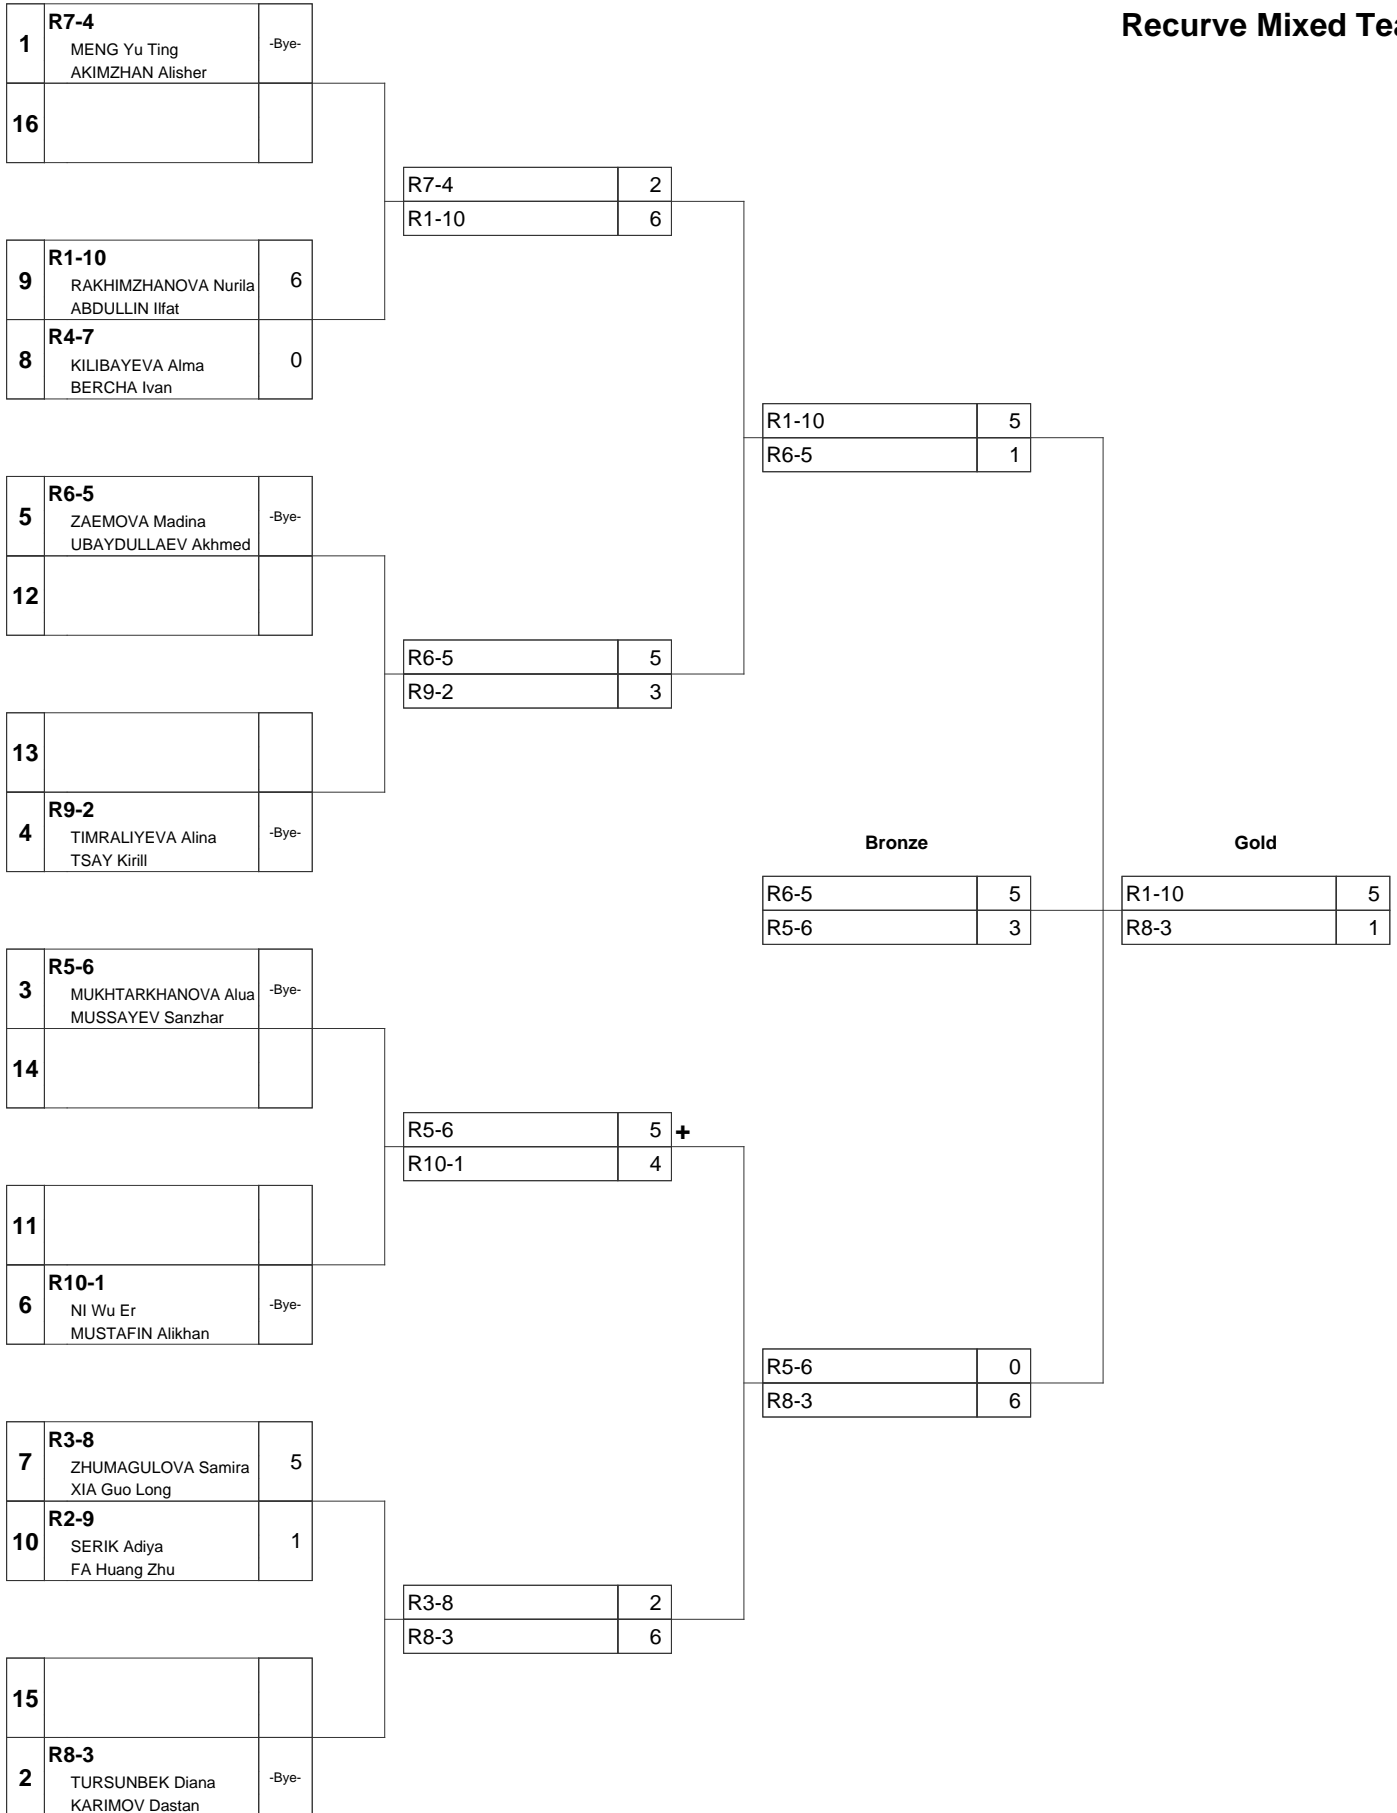 Recurve Mixed Tea
1
R7-4
MENG Yu Ting
AKIMZHAN Alisher
-Bye-
16
R7-4 2
R1-10 6
9
R1-10
RAKHIMZHANOVA Nurila
ABDULLIN Ilfat
6
8
R4-7
KILIBAYEVA Alma
BERCHA Ivan
0
R1-10 5
R6-5 1
5
R6-5
ZAEMOVA Madina
UBAYDULLAEV Akhmed
-Bye-
12
R6-5 5
R9-2 3
13
4
R9-2
TIMRALIYEVA Alina
TSAY Kirill
-Bye-
Bronze
Gold
R6-5 5
R5-6 3
R1-10 5
R8-3 1
3
R5-6
MUKHTARKHANOVA Alua
MUSSAYEV Sanzhar
-Bye-
14
R5-6 5 +
R10-1 4
11
6
R10-1
NI Wu Er
MUSTAFIN Alikhan
-Bye-
R5-6 0
R8-3 6
7
R3-8
ZHUMAGULOVA Samira
XIA Guo Long
5
10
R2-9
SERIK Adiya
FA Huang Zhu
1
R3-8 2
R8-3 6
15
2
R8-3
TURSUNBEK Diana
KARIMOV Dastan
-Bye-